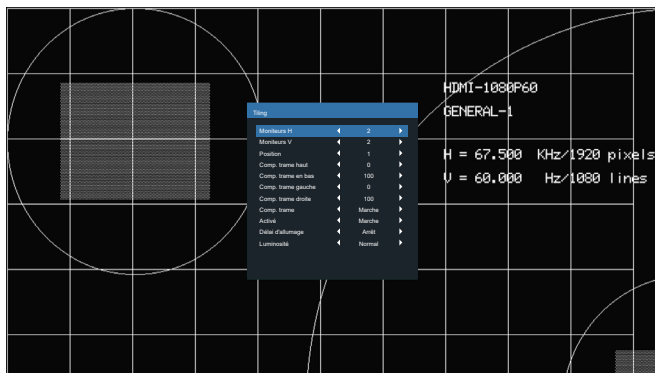 HDMI-1080P60
GENERAL-1
H = 67.500 KHz/1920 pixels
V = 60.000 Hz/1080 lines
Tiling
Moniteurs H 2
Moniteurs V 2
Position 1
Comp. trame haut 0
Comp. trame en bas 100
Comp. trame gauche 0
Comp. trame droite 100
Comp. trame Marche
Activé Marche
Délai d'allumage Arrêt
Luminosité Normal